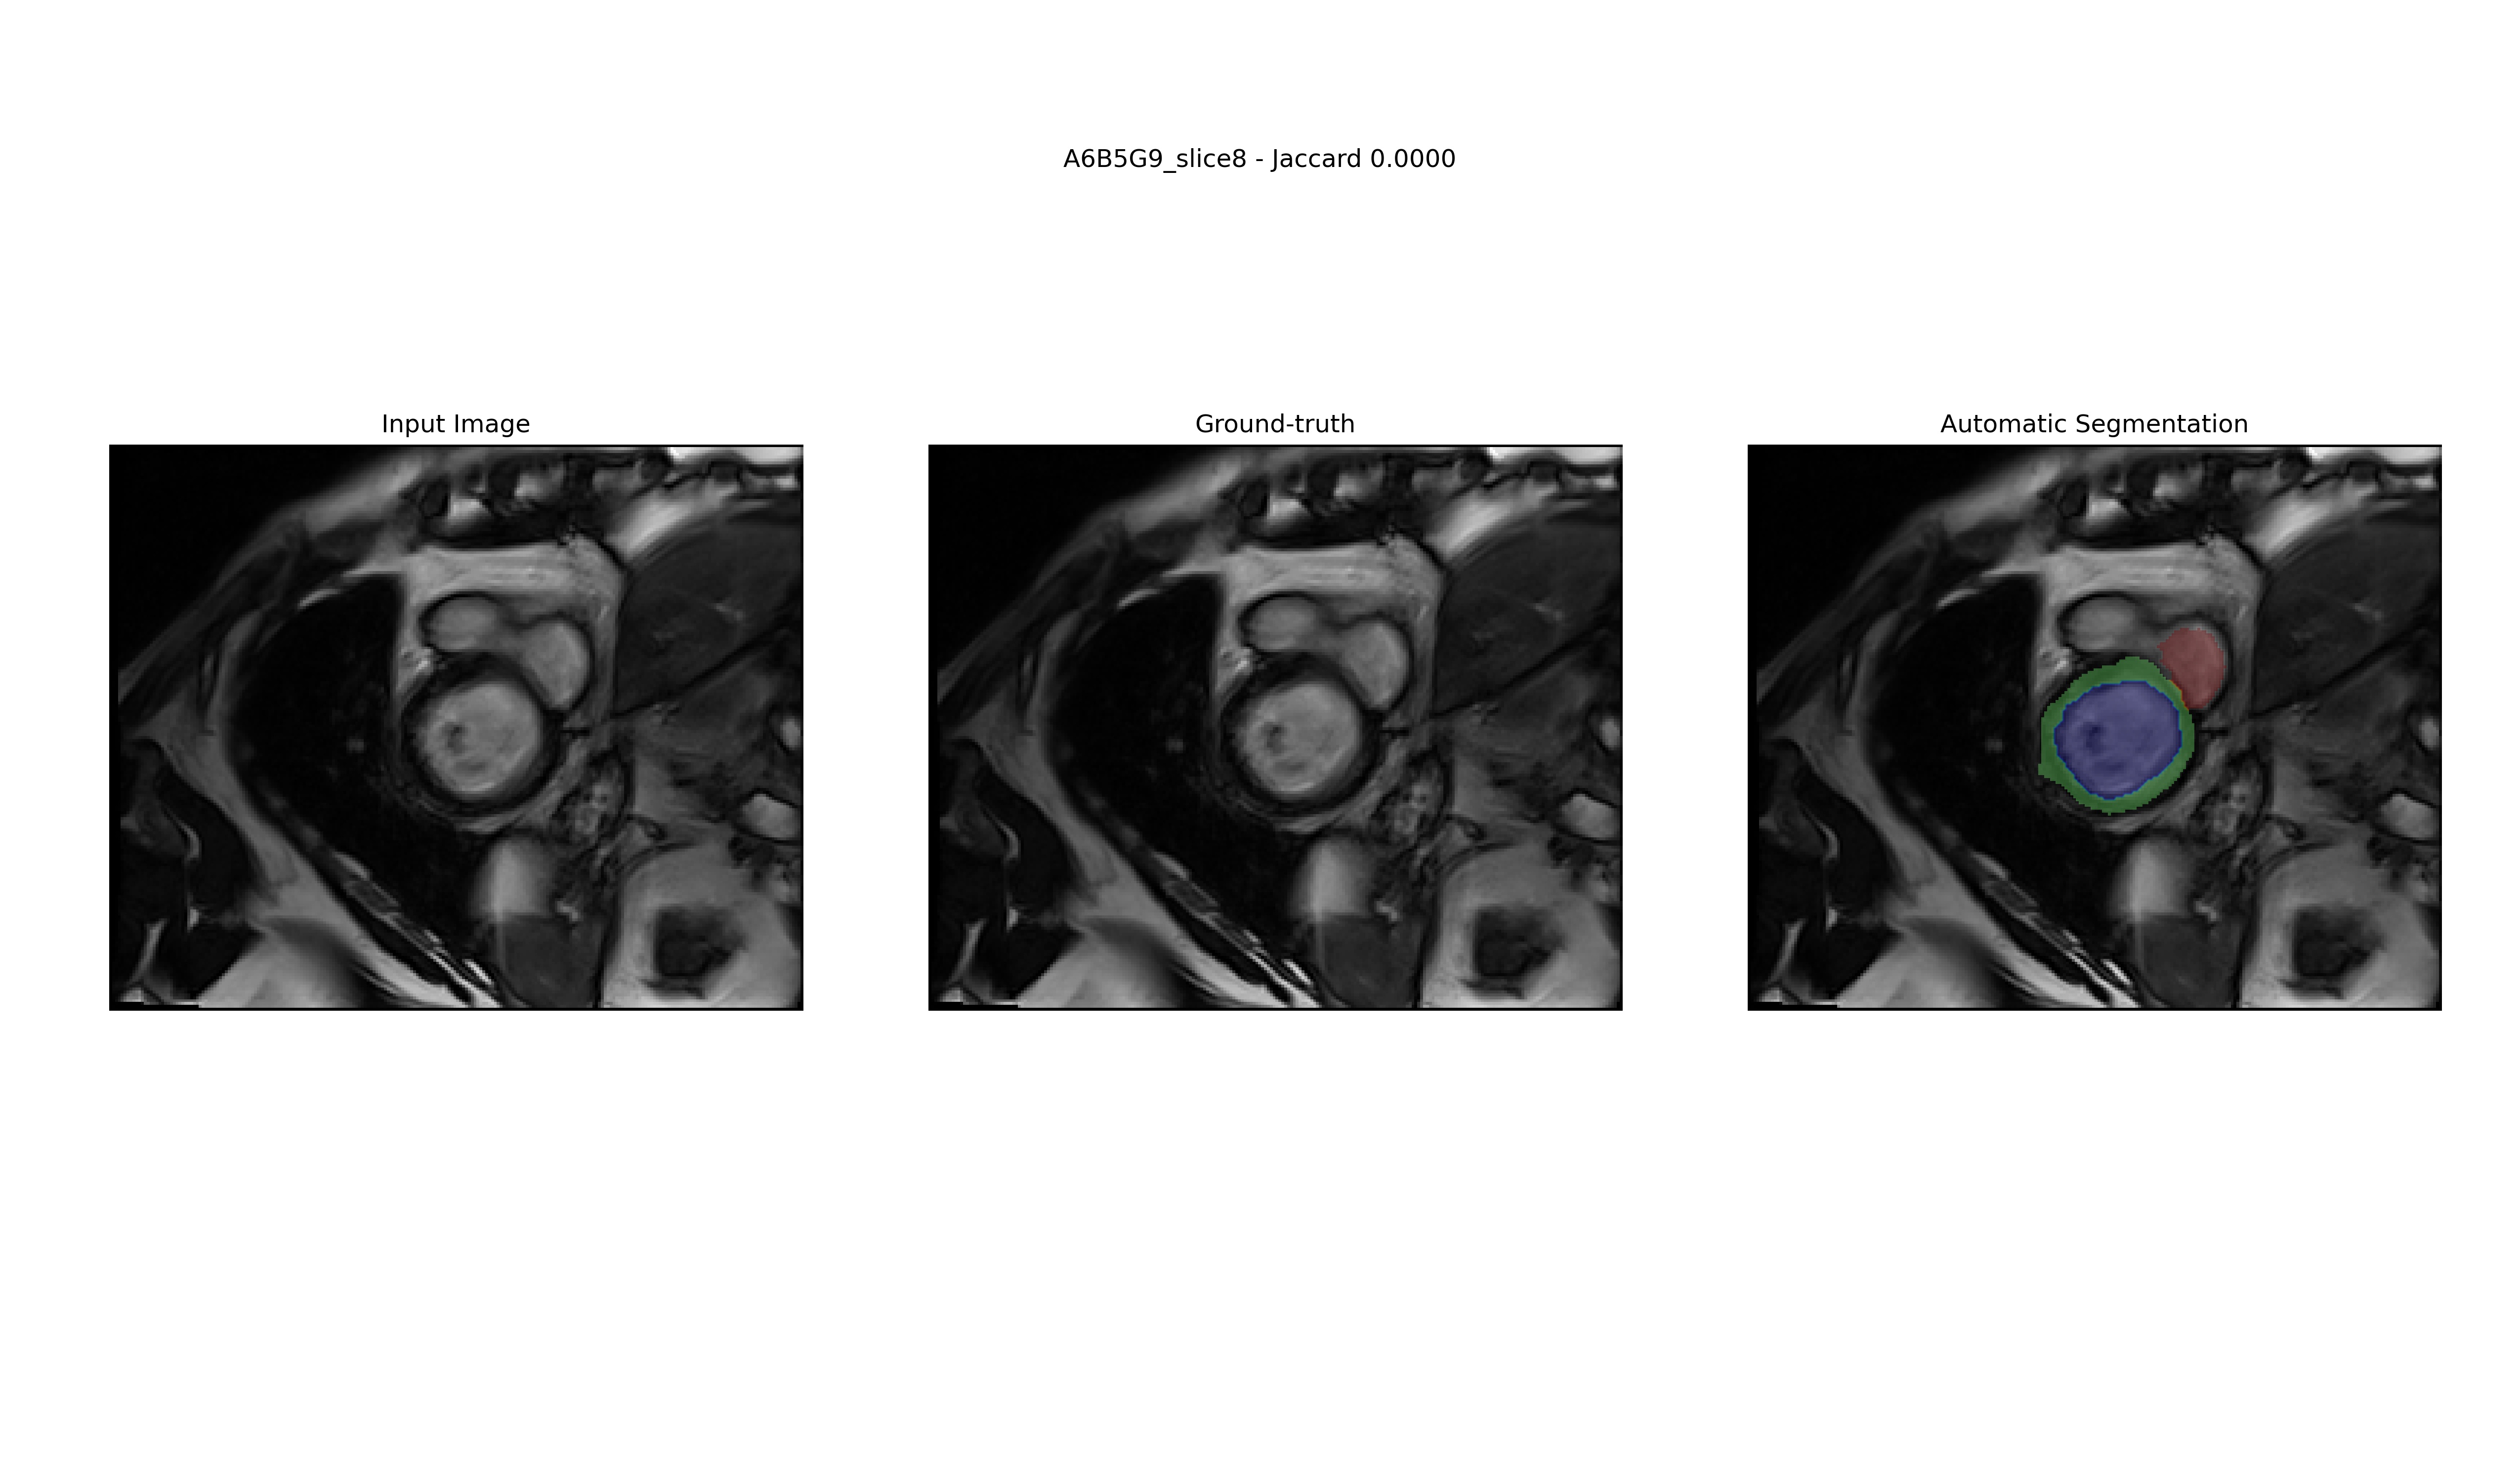 A6B5G9_slice8 - Jaccard 0.0000
Input Image
Ground-truth
Automatic Segmentation